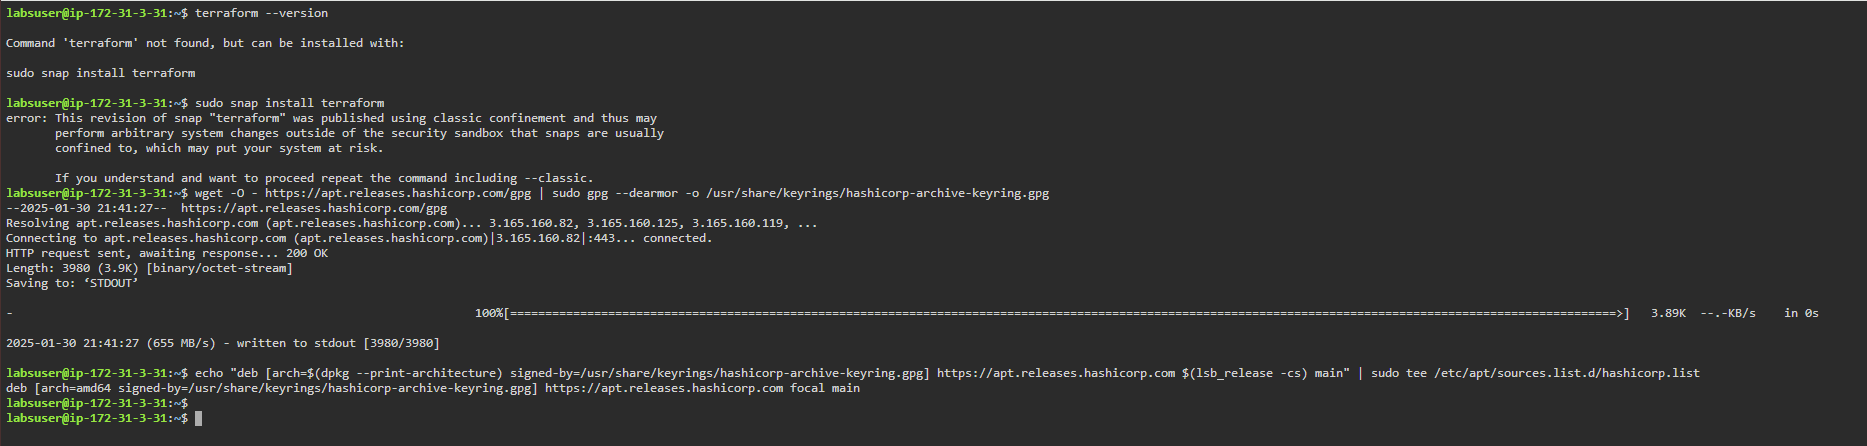 labsuser@ip-172-31-3-31:~$ terraform --version
Command 'terraform' not found, but can be installed with:
sudo snap install terraform
labsuser@ip-172-31-3-31:~$ sudo snap install terraform
error: This revision of snap "terraform" was published using classic confinement and thus may
perform arbitrary system changes outside of the security sandbox that snaps are usually
confined to, which may put your system at risk.
If you understand and want to proceed repeat the command including --classic.
labsuser@ip-172-31-3-31:~$ wget -O - https://apt.releases.hashicorp.com/gpg | sudo gpg --dearmor -o /usr/share/keyrings/hashicorp-archive-keyring.gpg
--2025-01-30 21:41:27--  https://apt.releases.hashicorp.com/gpg
Resolving apt.releases.hashicorp.com (apt.releases.hashicorp.com)... 3.165.160.82, 3.165.160.125, 3.165.160.119, ...
Connecting to apt.releases.hashicorp.com (apt.releases.hashicorp.com)|3.165.160.82|:443... connected.
HTTP request sent, awaiting response... 200 OK
Length: 3980 (3.9K) [binary/octet-stream]
Saving to: ‘STDOUT’
- 100%[==============================================================================================================================================================>] 3.89K --.-KB/s in 0s
2025-01-30 21:41:27 (655 MB/s) - written to stdout [3980/3980]
labsuser@ip-172-31-3-31:~$ echo "deb [arch=$(dpkg --print-architecture) signed-by=/usr/share/keyrings/hashicorp-archive-keyring.gpg] https://apt.releases.hashicorp.com $(lsb_release -cs) main" | sudo tee /etc/apt/sources.list.d/hashicorp.list
deb [arch=amd64 signed-by=/usr/share/keyrings/hashicorp-archive-keyring.gpg] https://apt.releases.hashicorp.com focal main
labsuser@ip-172-31-3-31:~$
labsuser@ip-172-31-3-31:~$